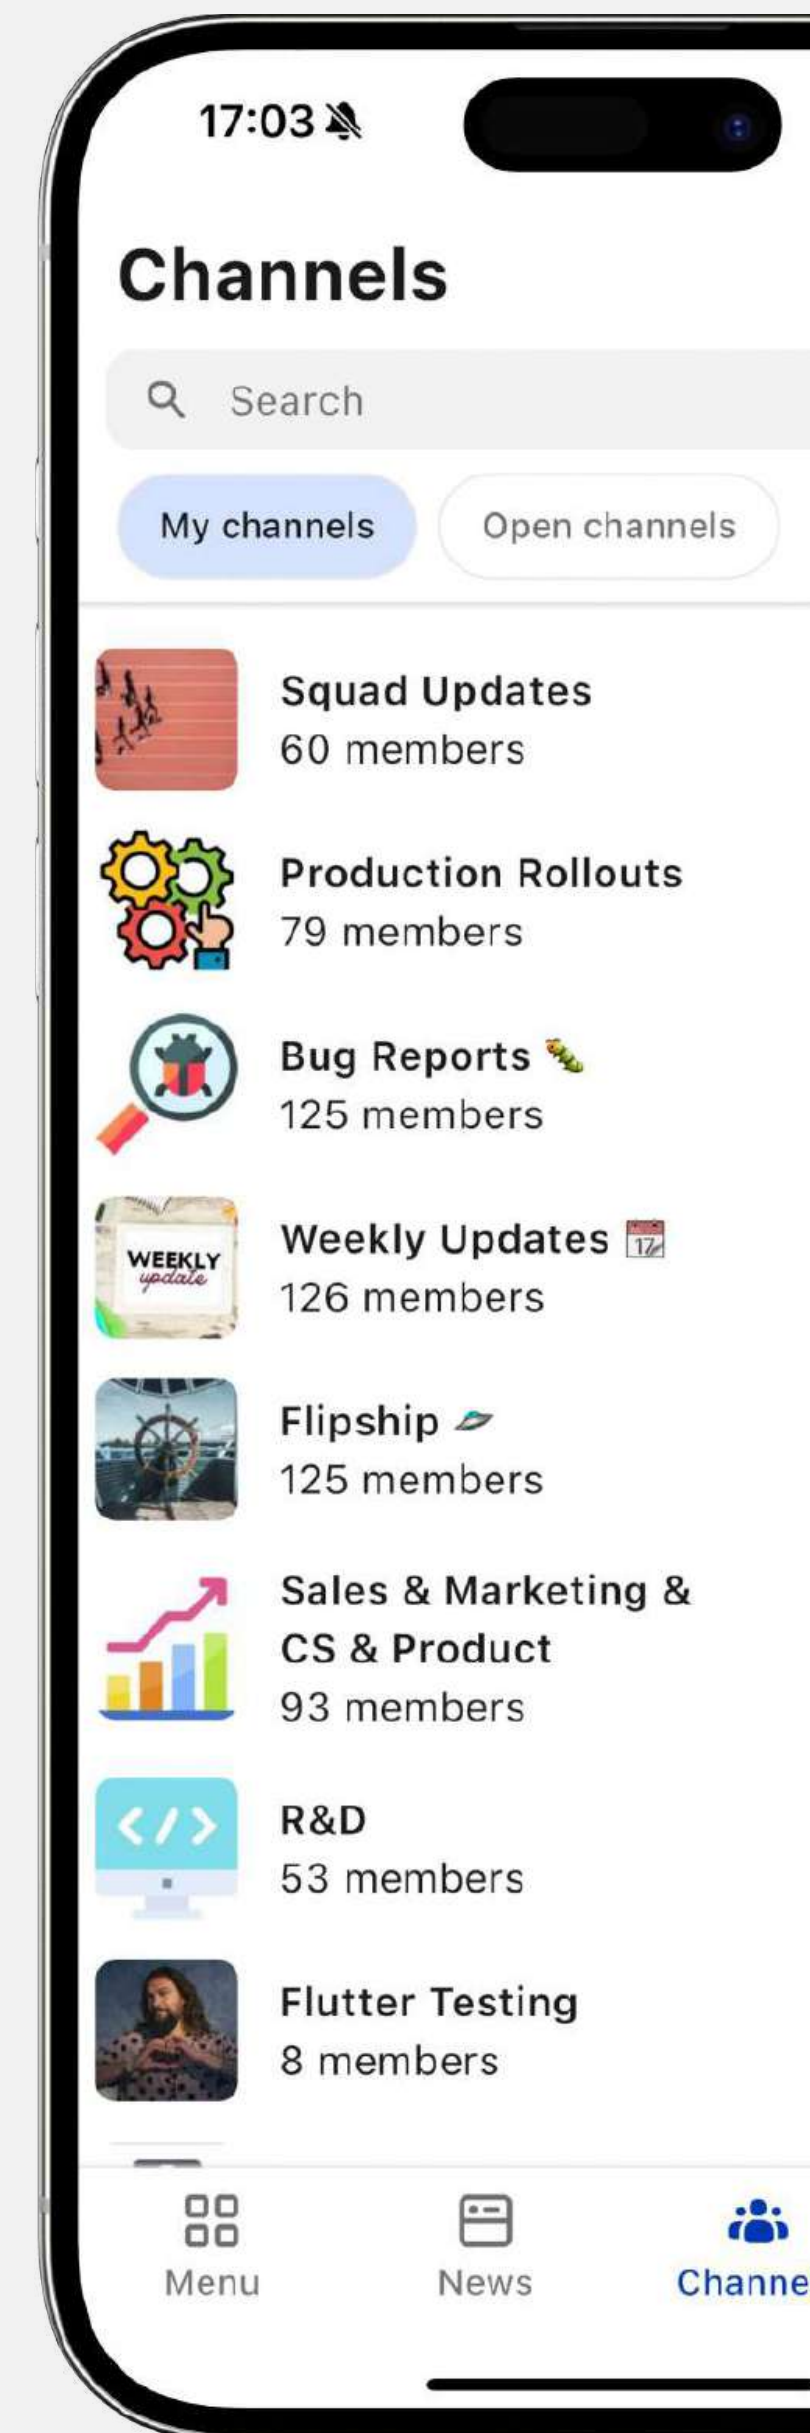 17:03
Channels
Search
My channels Open channels
Squad Updates
60 members
Production Rollouts
79 members
Bug Reports 🐛
125 members
WEEKLY
update
Weekly Updates 📆
126 members
Flipship 🛸
125 members
Sales & Marketing &
CS & Product
93 members
</>
R&D
53 members
Flutter Testing
8 members
Menu News Channe